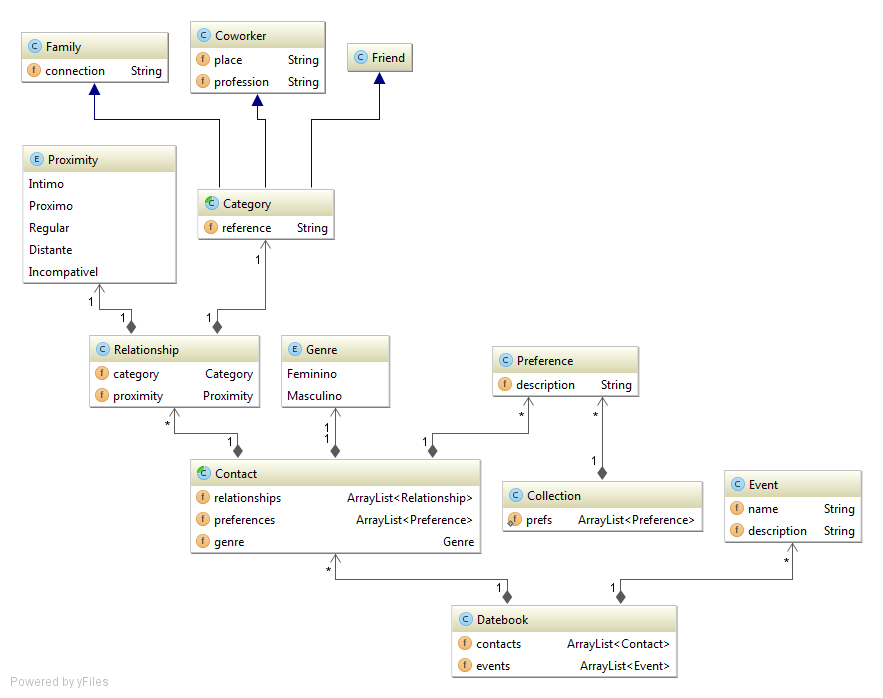 C Family
f connection String
C Coworker
f place String
f profession String
C Friend
E Proximity
Intimo
Proximo
Regular
Distante
Incompativel
C Category
f reference String
1
1
1
1
C Relationship
f category Category
f proximity Proximity
E Genre
Feminino
Masculino
C Preference
f description String
*
1
1
1
1
*
*
1
C Contact
f relationships ArrayList<Relationship>
f preferences ArrayList<Preference>
f genre Genre
C Collection
f prefs ArrayList<Preference>
C Event
f name String
f description String
*
1
1
*
C Datebook
f contacts ArrayList<Contact>
f events ArrayList<Event>
Powered by yFiles